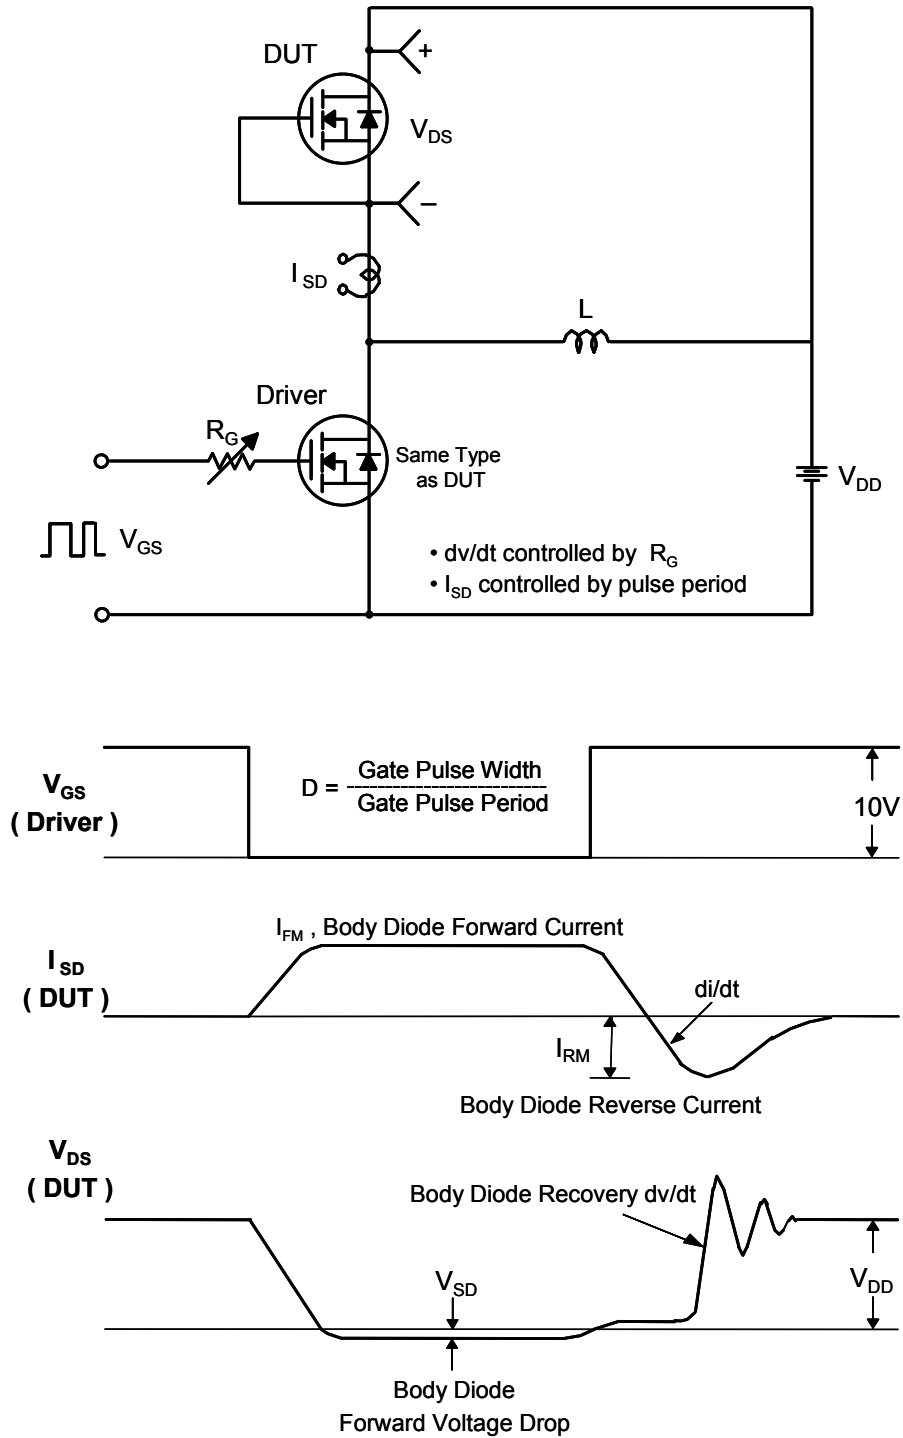 DUT
+
V_DS
−
I_SD
L
Driver
R_G
Same Type
as DUT
V_DD
V_GS
• dv/dt controlled by R_G
• I_SD controlled by pulse period
V_GS
( Driver )
D = Gate Pulse Width
Gate Pulse Period
10V
I_FM , Body Diode Forward Current
I_SD
( DUT )
di/dt
I_RM
Body Diode Reverse Current
V_DS
( DUT )
Body Diode Recovery dv/dt
V_SD
V_DD
Body Diode
Forward Voltage Drop